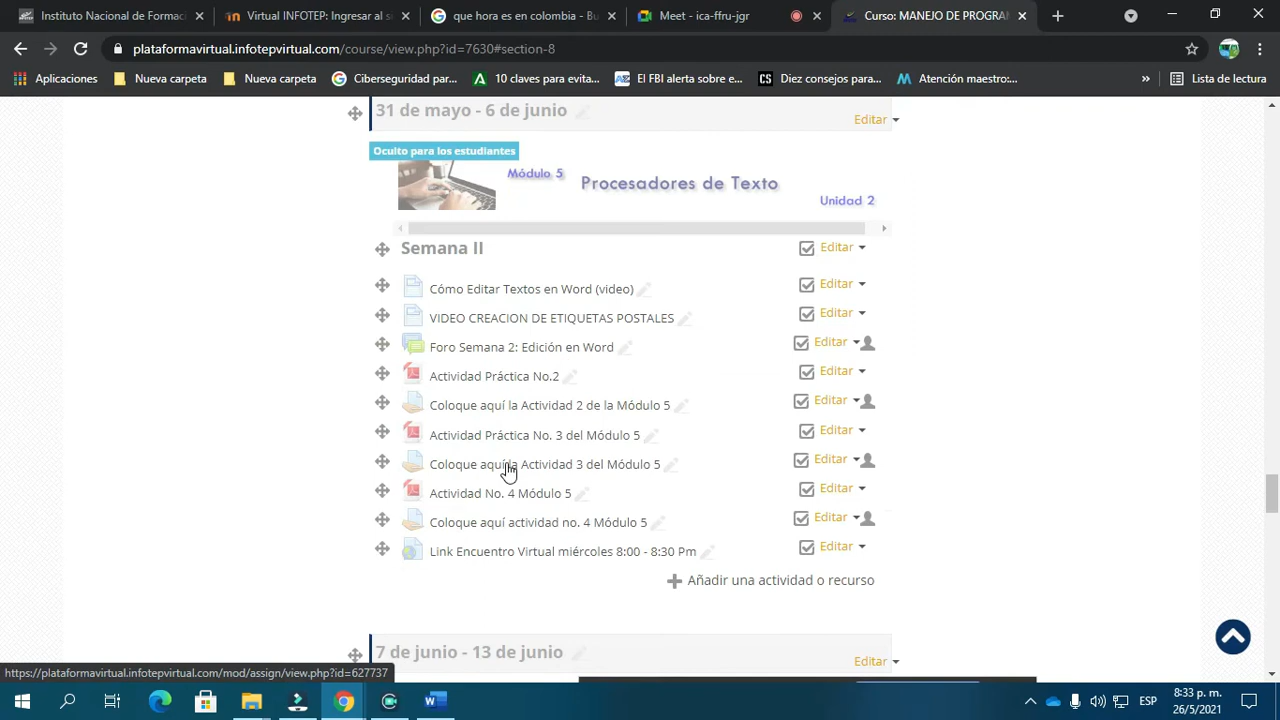 Instituto Nacional de Formaci
Virtual INFOTEP: Ingresar al s
que hora es en colombia - Bu
Meet - ica-ffru-jgr
Curso: MANEJO DE PROGRA
plataformavirtual.infotepvirtual.com/course/view.php?id=7630#section-8
Aplicaciones
Nueva carpeta
Nueva carpeta
Ciberseguridad par...
10 claves para evita...
El FBI alerta sobre e...
Diez consejos para...
Atención maestro:...
»
Lista de lectura
31 de mayo - 6 de junio
Editar
Oculto para los estudiantes
Módulo 5
Procesadores de Texto
Unidad 2
Semana II
Editar
Cómo Editar Textos en Word (video)
Editar
VIDEO CREACION DE ETIQUETAS POSTALES
Editar
Foro Semana 2: Edición en Word
Editar
Actividad Práctica No.2
Editar
Coloque aquí la Actividad 2 de la Módulo 5
Editar
Actividad Práctica No. 3 del Módulo 5
Editar
Coloque aquí la Actividad 3 del Módulo 5
Editar
Actividad No. 4 Módulo 5
Editar
Coloque aquí actividad no. 4 Módulo 5
Editar
Link Encuentro Virtual miércoles 8:00 - 8:30 Pm
Editar
Añadir una actividad o recurso
7 de junio - 13 de junio
Editar
https://plataformavirtual.infotepvirtual.com/mod/assign/view.php?id=627737
ESP
8:33 p. m.
26/5/2021